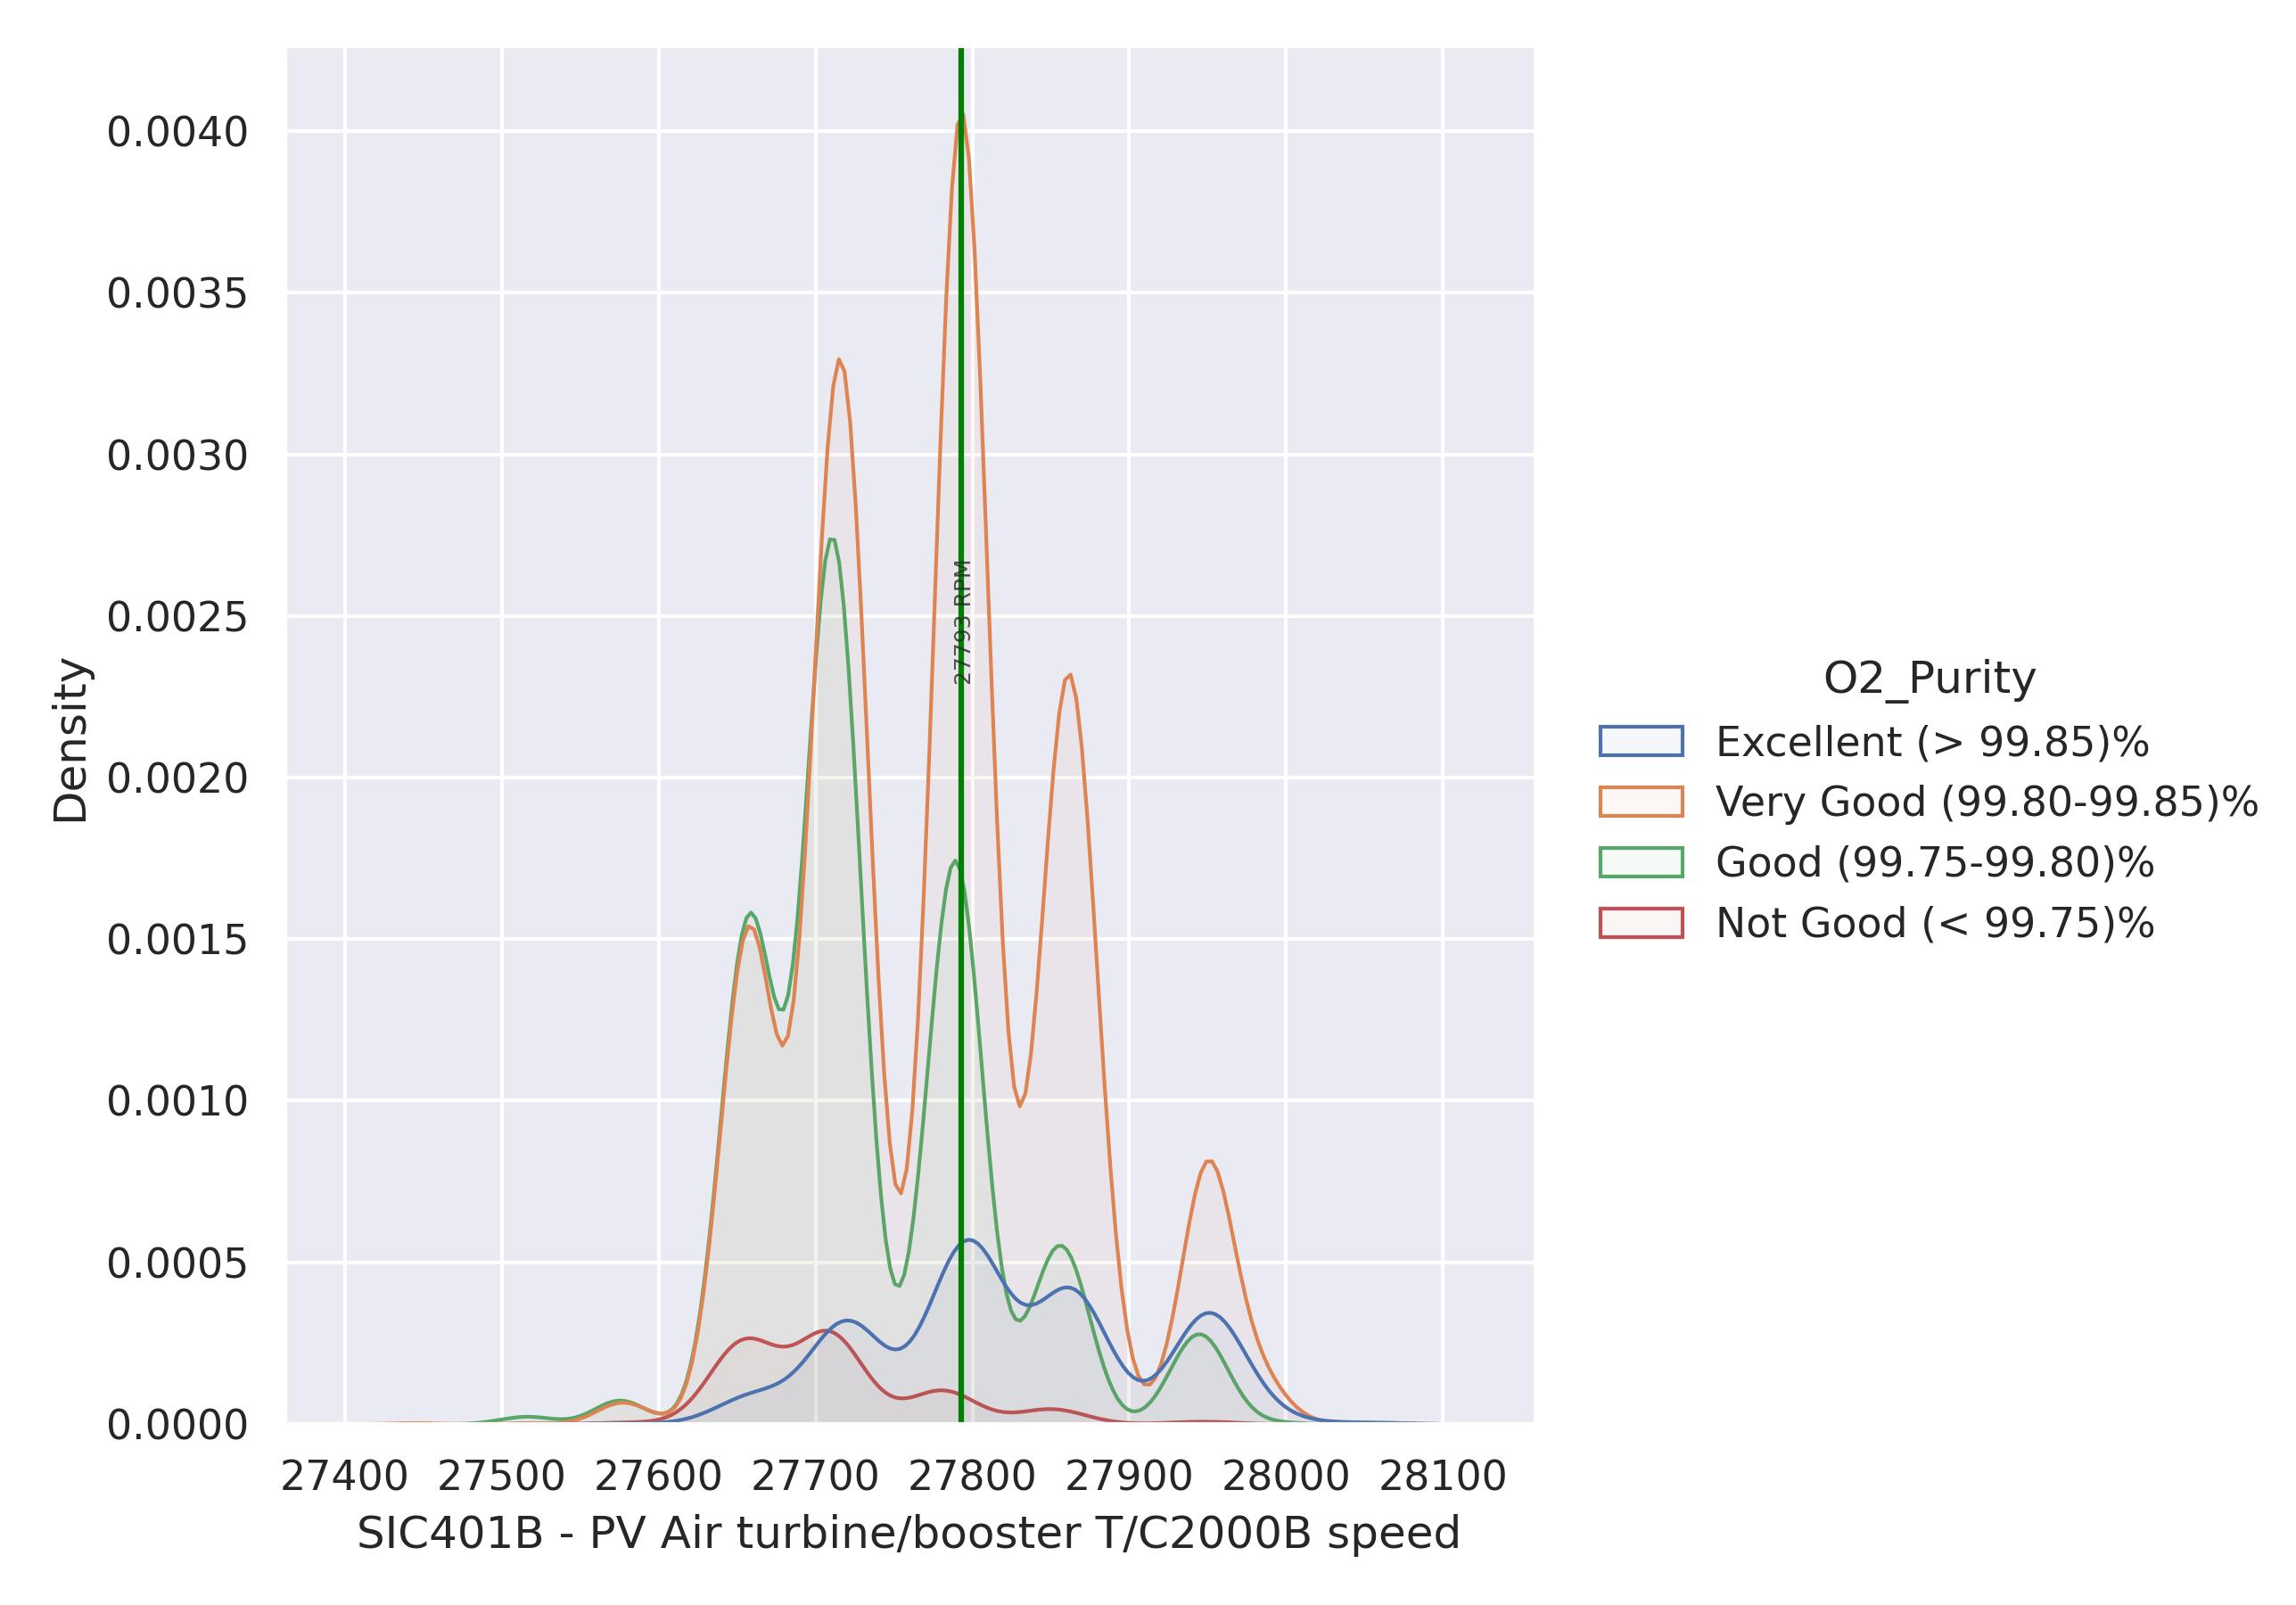 0.0040
0.0035
0.0030
0.0025
0.0020
0.0015
0.0010
0.0005
0.0000
Density
27793 RPM
27400 27500 27600 27700 27800 27900 28000 28100
SIC401B - PV Air turbine/booster T/C2000B speed
O2_Purity
Excellent (> 99.85)%
Very Good (99.80-99.85)%
Good (99.75-99.80)%
Not Good (< 99.75)%